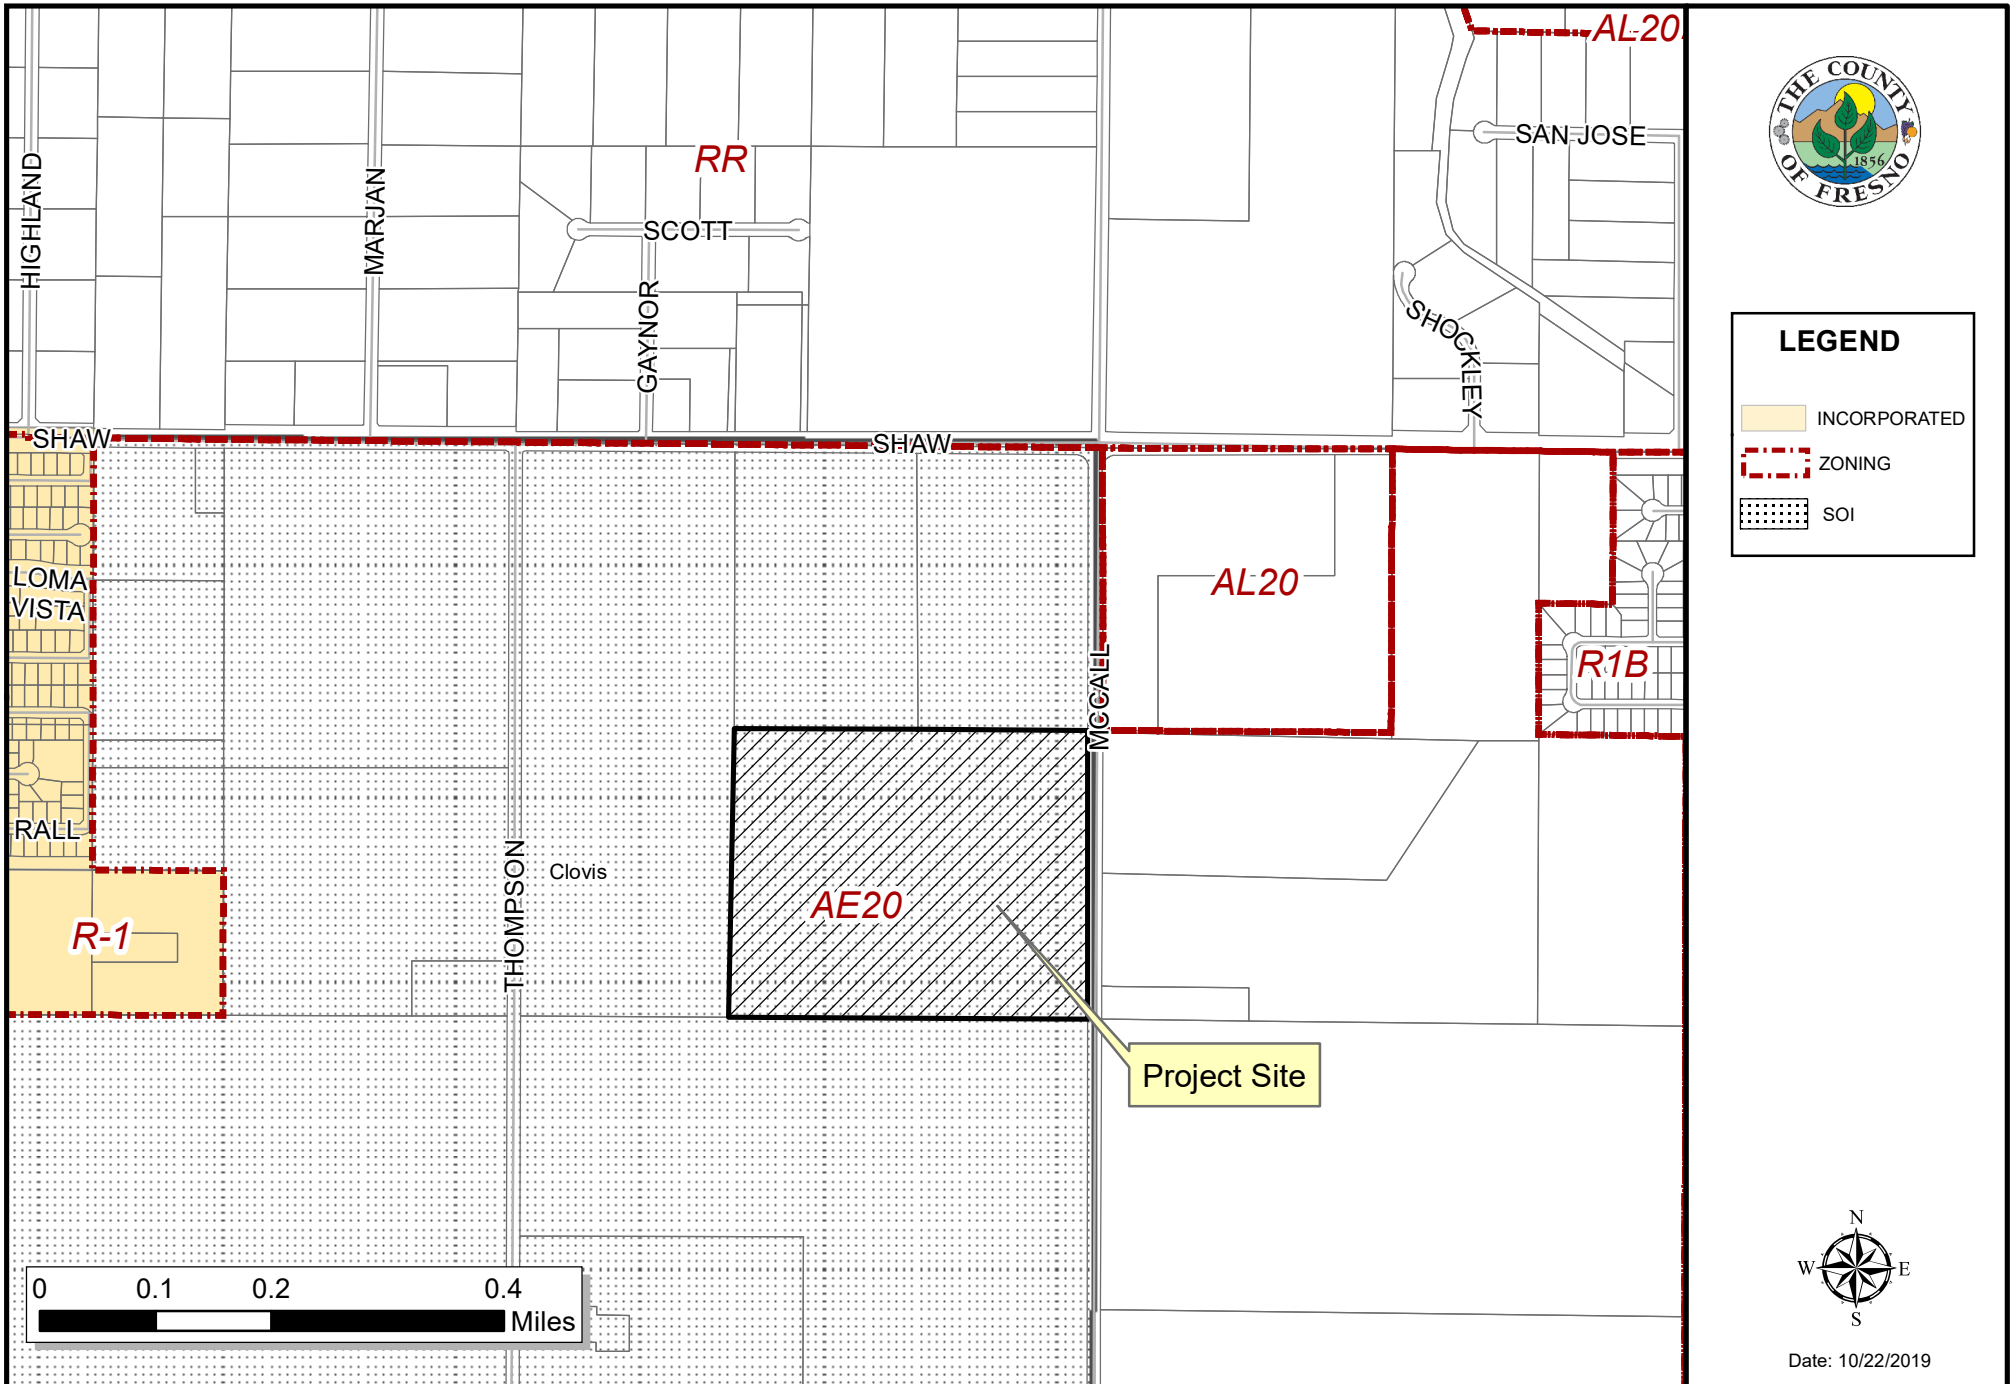 AL20
THE COUNTY
OF FRESNO
1856
SAN JOSE
HIGHLAND
MARJAN
RR
SCOTT
GAYNOR
SHOCKLEY
LEGEND
INCORPORATED
ZONING
SOI
SHAW
SHAW
LOMA
VISTA
AL20
MCCALL
R1B
RALL
THOMPSON
Clovis
AE20
R-1
Project Site
0 0.1 0.2 0.4
Miles
N
W E
S
Date: 10/22/2019